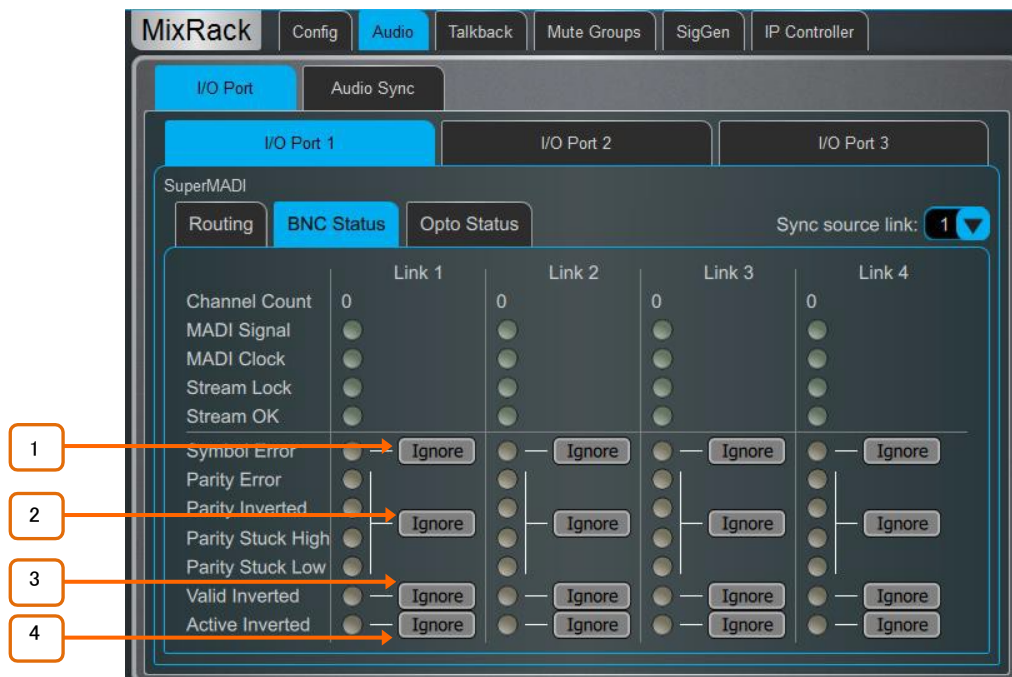 MixRack Config Audio Talkback Mute Groups SigGen IP Controller
I/O Port Audio Sync
I/O Port 1 I/O Port 2 I/O Port 3
SuperMADI
Routing BNC Status Opto Status Sync source link: 1
Link 1 Link 2 Link 3 Link 4
Channel Count 0 0 0 0
MADI Signal
MADI Clock
Stream Lock
Stream OK
1 Symbol Error Ignore Ignore Ignore Ignore
Parity Error
Parity Inverted
2 Ignore Ignore Ignore Ignore
Parity Stuck High
Parity Stuck Low
3
Valid Inverted Ignore Ignore Ignore Ignore
4 Active Inverted Ignore Ignore Ignore Ignore